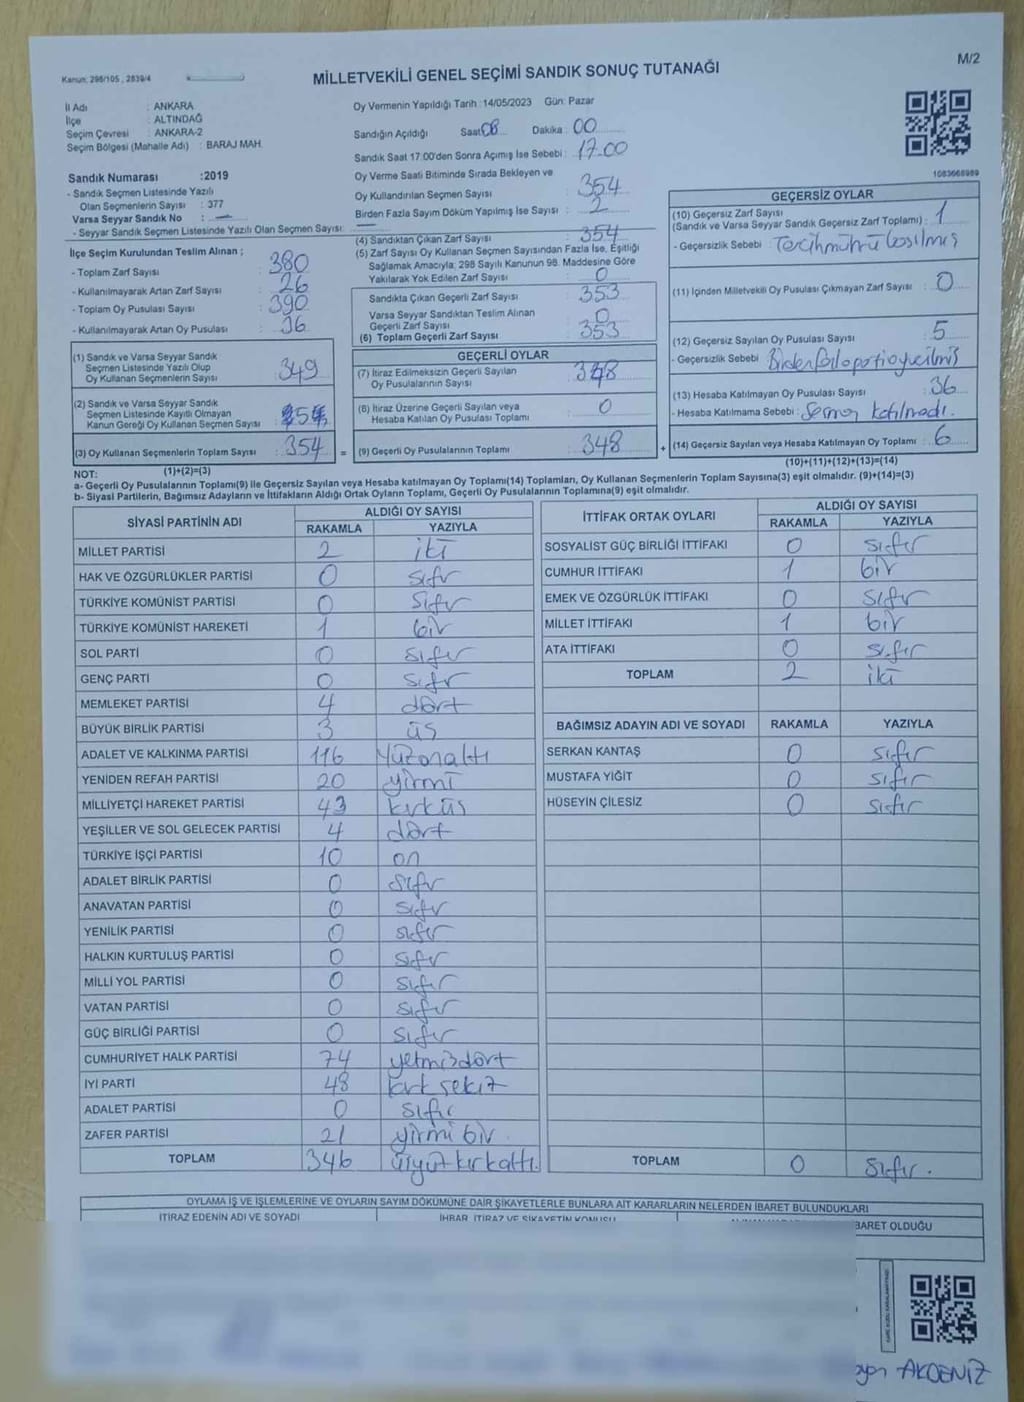 Kanun: 298/105 , 2839/4
M/2
MİLLETVEKİLİ GENEL SEÇİMİ SANDIK SONUÇ TUTANAĞI
İl Adı : ANKARA
İlçe : ALTINDAĞ
Seçim Çevresi : ANKARA-2
Seçim Bölgesi (Mahalle Adı) : BARAJ MAH.
Sandık Numarası :2019
- Sandık Seçmen Listesinde Yazılı
Olan Seçmenlerin Sayısı : 377
Varsa Seyyar Sandık No : —
- Seyyar Sandık Seçmen Listesinde Yazılı Olan Seçmen Sayısı: —
Oy Vermenin Yapıldığı Tarih :14/05/2023 Gün: Pazar
Sandığın Açıldığı Saat: 08 Dakika : 00
Sandık Saat 17:00'den Sonra Açımış İse Sebebi : 17-00
Oy Verme Saati Bitiminde Sırada Bekleyen ve
Oy Kullandırılan Seçmen Sayısı : 354
Birden Fazla Sayım Döküm Yapılmış İse Sayısı : 2
1083668989
İlçe Seçim Kurulundan Teslim Alınan ;
- Toplam Zarf Sayısı : 380
- Kullanılmayarak Artan Zarf Sayısı : 26
- Toplam Oy Pusulası Sayısı : 390
- Kullanılmayarak Artan Oy Pusulası : 36
(1) Sandık ve Varsa Seyyar Sandık
Seçmen Listesinde Yazılı Olup
Oy Kullanan Seçmenlerin Sayısı : 349
(2) Sandık ve Varsa Seyyar Sandık
Seçmen Listesinde Kayıtlı Olmayan
Kanun Gereği Oy Kullanan Seçmen Sayısı :
(3) Oy Kullanan Seçmenlerin Toplam Sayısı : 354
(1)+(2)=(3)
(4) Sandıktan Çıkan Zarf Sayısı : 354
(5) Zarf Sayısı Oy Kullanan Seçmen Sayısından Fazla İse, Eşitliği
Sağlamak Amacıyla; 298 Sayılı Kanunun 98. Maddesine Göre
Yakılarak Yok Edilen Zarf Sayısı : 0
Sandıkta Çıkan Geçerli Zarf Sayısı : 353
Varsa Seyyar Sandıktan Teslim Alınan
Geçerli Zarf Sayısı : 0
(6) Toplam Geçerli Zarf Sayısı : 353
GEÇERLİ OYLAR
(7) İtiraz Edilmeksizin Geçerli Sayılan
Oy Pusulalarının Sayısı : 348
(8) İtiraz Üzerine Geçerli Sayılan veya
Hesaba Katılan Oy Pusulası Toplamı : 0
= (9) Geçerli Oy Pusulalarının Toplamı : 348 +
GEÇERSİZ OYLAR
(10) Geçersiz Zarf Sayısı
(Sandık ve Varsa Seyyar Sandık Geçersiz Zarf Toplamı) : 1
- Geçersizlik Sebebi : Tercih mührü basılmış
(11) İçinden Milletvekili Oy Pusulası Çıkmayan Zarf Sayısı : 0
(12) Geçersiz Sayılan Oy Pusulası Sayısı : 5
- Geçersizlik Sebebi :
(13) Hesaba Katılmayan Oy Pusulası Sayısı : 36
- Hesaba Katılmama Sebebi : Seçmen katılmadı.
(14) Geçersiz Sayılan veya Hesaba Katılmayan Oy Toplamı : 6
(10)+(11)+(12)+(13)=(14)
NOT:
a- Geçerli Oy Pusulalarının Toplamı(9) ile Geçersiz Sayılan veya Hesaba katılmayan Oy Toplamı(14) Toplamları, Oy Kullanan Seçmenlerin Toplam Sayısına(3) eşit olmalıdır. (9)+(14)=(3)
b- Siyasi Partilerin, Bağımsız Adayların ve İttifakların Aldığı Ortak Oyların Toplamı, Geçerli Oy Pusulalarının Toplamına(9) eşit olmalıdır.
SİYASİ PARTİNİN ADI ALDIĞI OY SAYISI
RAKAMLA YAZIYLA
MİLLET PARTİSİ 2 iki
HAK VE ÖZGÜRLÜKLER PARTİSİ 0 sıfır
TÜRKİYE KOMÜNİST PARTİSİ 0 sıfır
TÜRKİYE KOMÜNİST HAREKETİ 1 bir
SOL PARTİ 0 sıfır
GENÇ PARTİ 0 sıfır
MEMLEKET PARTİSİ 4 dört
BÜYÜK BİRLİK PARTİSİ 3 üç
ADALET VE KALKINMA PARTİSİ 116 Yüzonaltı
YENİDEN REFAH PARTİSİ 20 yirmi
MİLLİYETÇİ HAREKET PARTİSİ 43 kırküç
YEŞİLLER VE SOL GELECEK PARTİSİ 4 dört
TÜRKİYE İŞÇİ PARTİSİ 10 on
ADALET BİRLİK PARTİSİ 0 sıfır
ANAVATAN PARTİSİ 0 sıfır
YENİLİK PARTİSİ 0 sıfır
HALKIN KURTULUŞ PARTİSİ 0 sıfır
MİLLİ YOL PARTİSİ 0 sıfır
VATAN PARTİSİ 0 sıfır
GÜÇ BİRLİĞİ PARTİSİ 0 sıfır
CUMHURİYET HALK PARTİSİ 74 yetmişdört
İYİ PARTİ 48 kırk sekiz
ADALET PARTİSİ 0 sıfır
ZAFER PARTİSİ 21 yirmi bir
TOPLAM 346 üçyüz kırkaltı
İTTİFAK ORTAK OYLARI ALDIĞI OY SAYISI
RAKAMLA YAZIYLA
SOSYALİST GÜÇ BİRLİĞİ İTTİFAKI 0 sıfır
CUMHUR İTTİFAKI 1 bir
EMEK VE ÖZGÜRLÜK İTTİFAKI 0 sıfır
MİLLET İTTİFAKI 1 bir
ATA İTTİFAKI 0 sıfır
TOPLAM 2 iki
BAĞIMSIZ ADAYIN ADI VE SOYADI RAKAMLA YAZIYLA
SERKAN KANTAŞ 0 sıfır
MUSTAFA YİĞİT 0 sıfır
HÜSEYİN ÇİLESİZ 0 sıfır
TOPLAM 0 sıfır.
OYLAMA İŞ VE İŞLEMLERİNE VE OYLARIN SAYIM DÖKÜMÜNE DAİR ŞİKAYETLERLE BUNLARA AİT KARARLARIN NELERDEN İBARET BULUNDUKLARI
İTİRAZ EDENİN ADI VE SOYADI İHBAR, İTİRAZ VE ŞİKAYETİN KONUSU BARET OLDUĞU
AKDENİZ